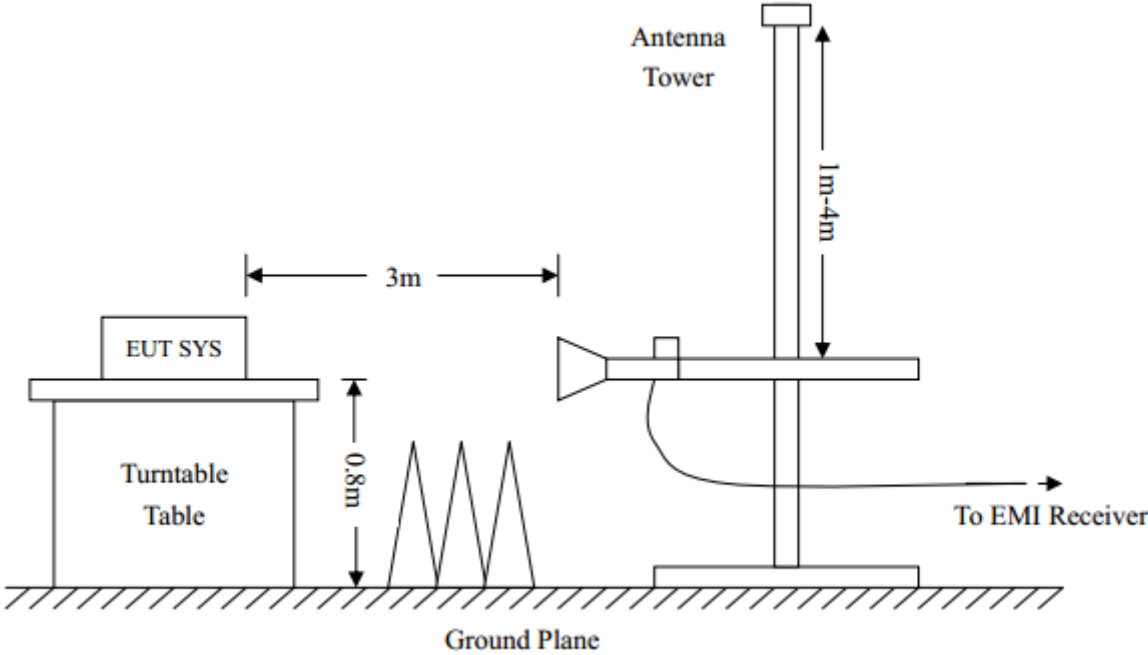 Antenna
Tower
1m-4m
3m
EUT SYS
0.8m
Turntable
Table
To EMI Receiver
Ground Plane